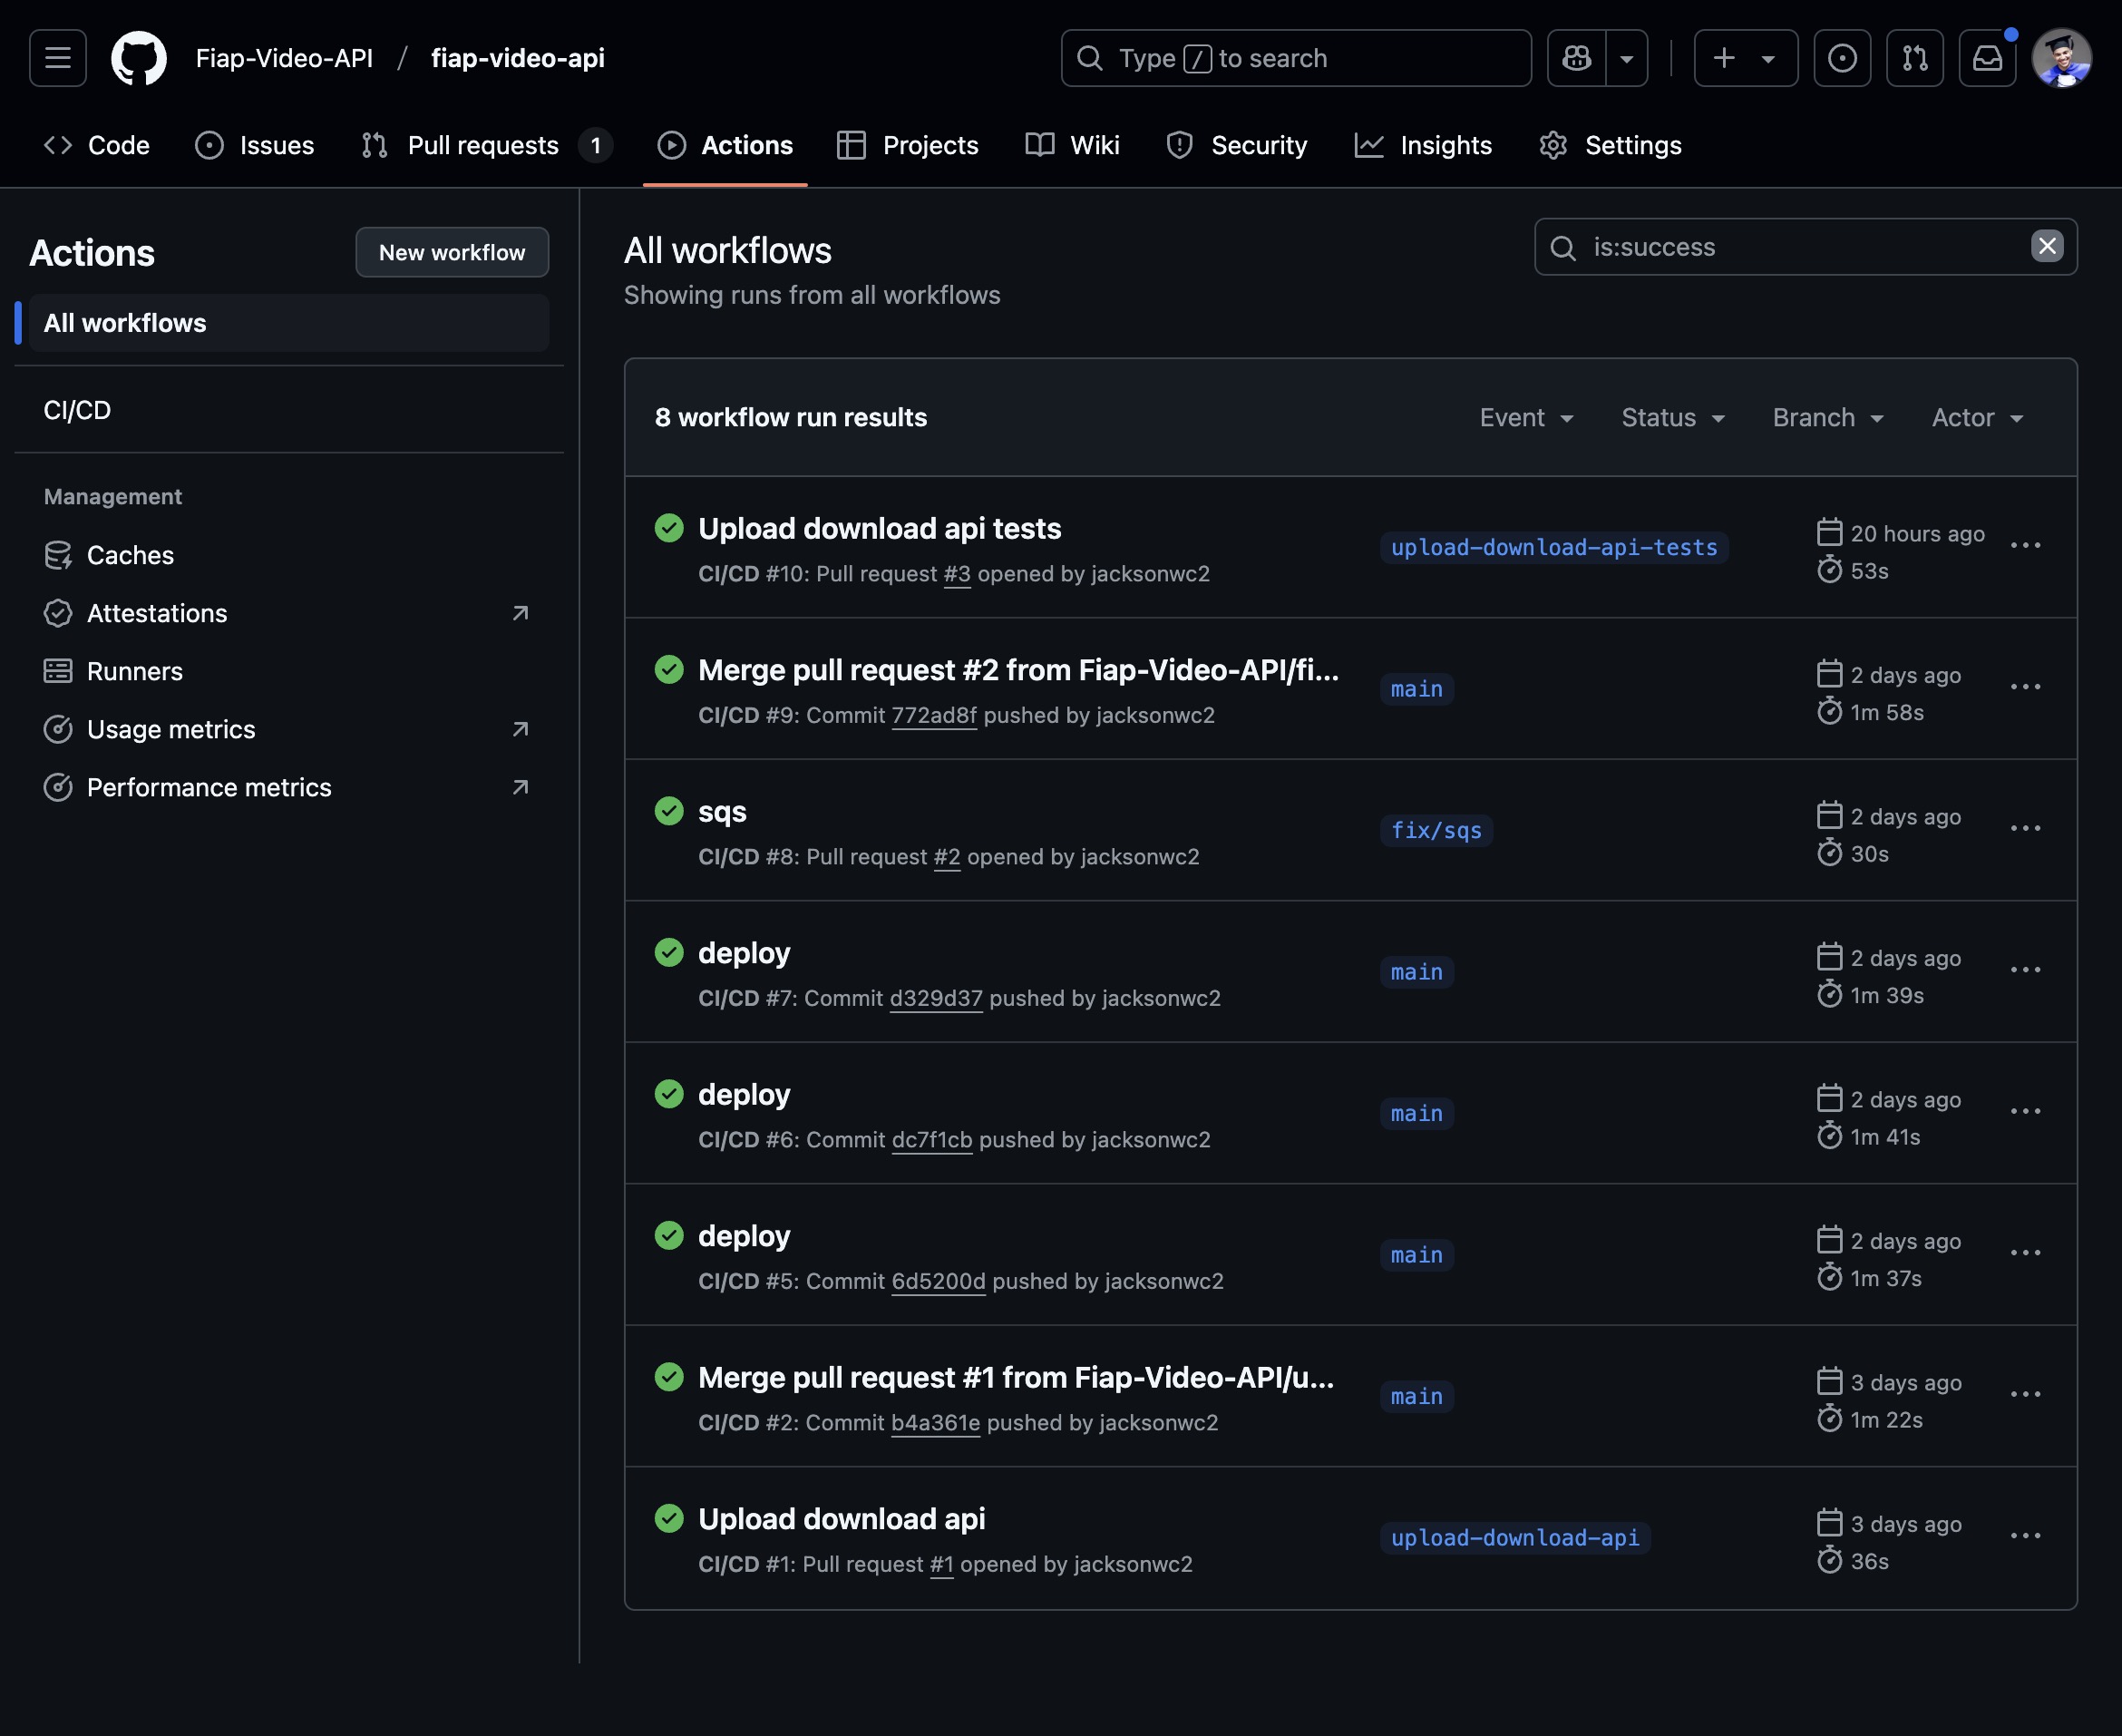 Fiap-Video-API / fiap-video-api
Type / to search
Code
Issues
Pull requests 1
Actions
Projects
Wiki
Security
Insights
Settings
Actions
New workflow
All workflows
CI/CD
Management
Caches
Attestations
Runners
Usage metrics
Performance metrics
All workflows
Showing runs from all workflows
is:success
8 workflow run results
Event
Status
Branch
Actor
Upload download api tests
CI/CD #10: Pull request #3 opened by jacksonwc2
upload-download-api-tests
20 hours ago
53s
Merge pull request #2 from Fiap-Video-API/fi...
CI/CD #9: Commit 772ad8f pushed by jacksonwc2
main
2 days ago
1m 58s
sqs
CI/CD #8: Pull request #2 opened by jacksonwc2
fix/sqs
2 days ago
30s
deploy
CI/CD #7: Commit d329d37 pushed by jacksonwc2
main
2 days ago
1m 39s
deploy
CI/CD #6: Commit dc7f1cb pushed by jacksonwc2
main
2 days ago
1m 41s
deploy
CI/CD #5: Commit 6d5200d pushed by jacksonwc2
main
2 days ago
1m 37s
Merge pull request #1 from Fiap-Video-API/u...
CI/CD #2: Commit b4a361e pushed by jacksonwc2
main
3 days ago
1m 22s
Upload download api
CI/CD #1: Pull request #1 opened by jacksonwc2
upload-download-api
3 days ago
36s